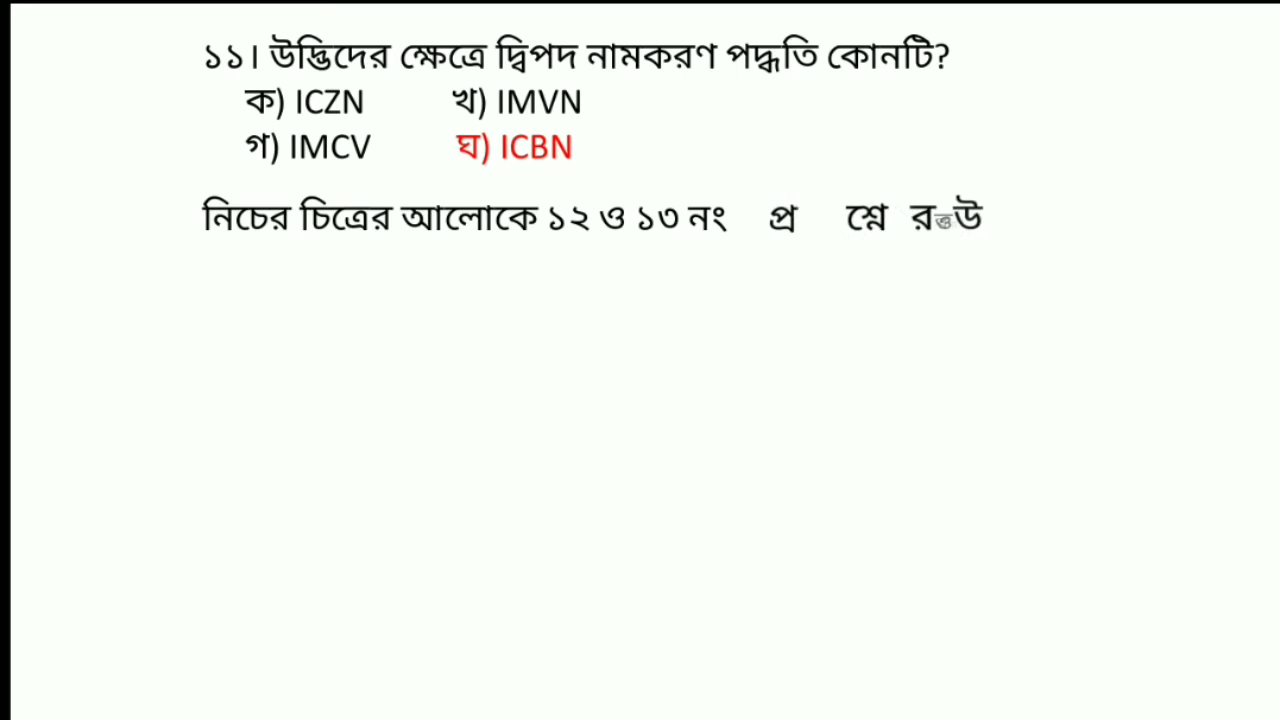 ১১। উদ্ভিদের ক্ষেত্রে দ্বিপদ নামকরণ পদ্ধতি কোনটি?
ক) ICZN খ) IMVN
গ) IMCV ঘ) ICBN
নিচের চিত্রের আলোকে ১২ ও ১৩ নং প্র শ্নে র ত্ত উ